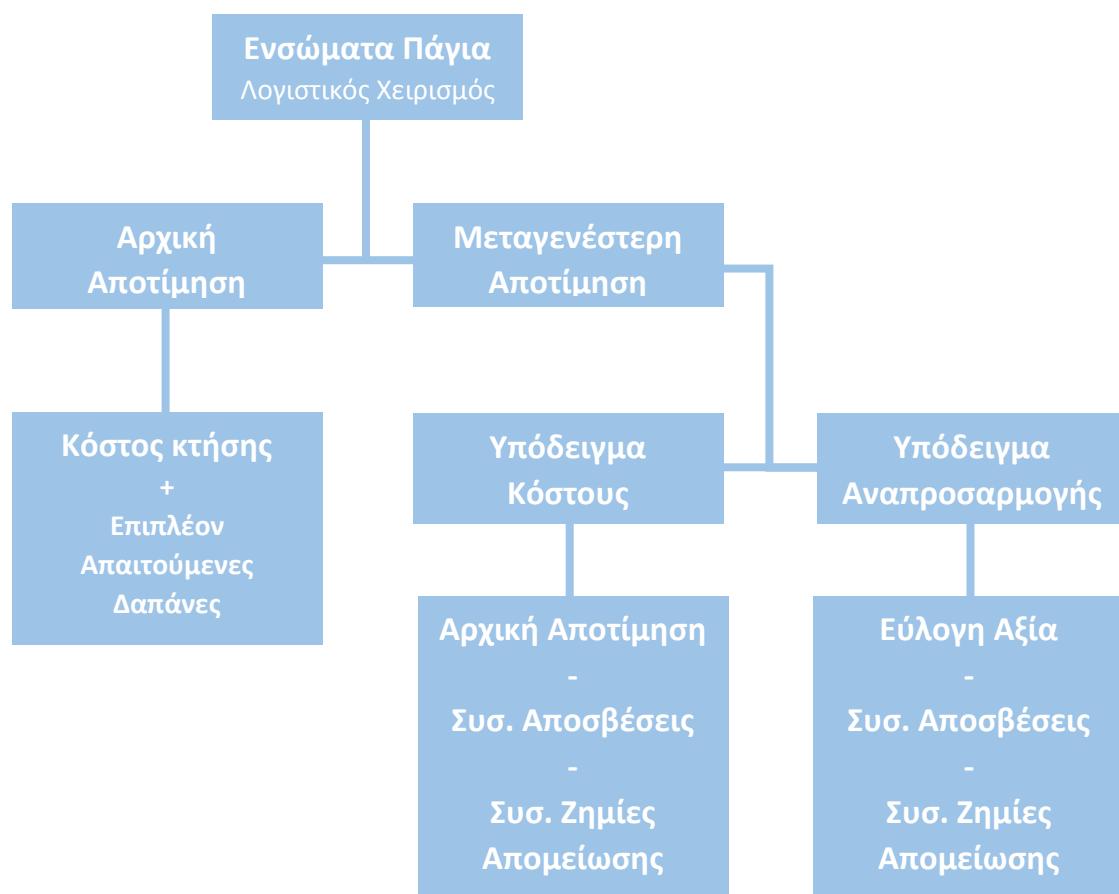 Ενσώματα Πάγια
Λογιστικός Χειρισμός
Αρχική
Αποτίμηση
Μεταγενέστερη
Αποτίμηση
Κόστος κτήσης
+
Επιπλέον
Απαιτούμενες
Δαπάνες
Υπόδειγμα
Κόστους
Υπόδειγμα
Αναπροσαρμογής
Αρχική Αποτίμηση
-
Συσ. Αποσβέσεις
-
Συσ. Ζημίες
Απομείωσης
Εύλογη Αξία
-
Συσ. Αποσβέσεις
-
Συσ. Ζημίες
Απομείωσης